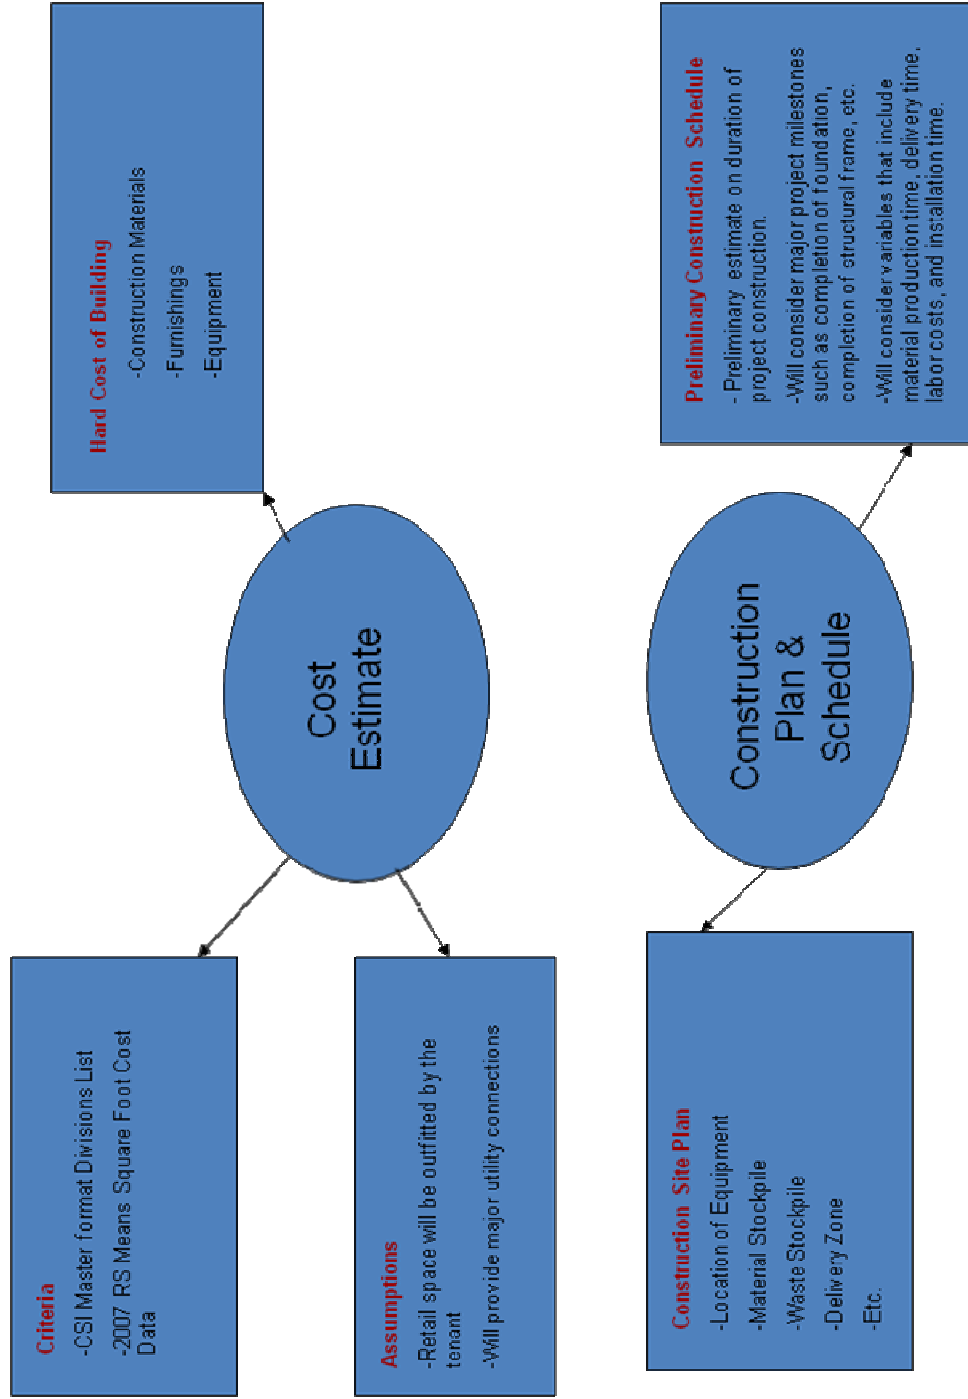 Criteria
-CSI Master format Divisions List
-2007 RS Means Square Foot Cost
Data
Hard Cost of Building
-Construction Materials
-Furnishings
-Equipment
Cost
Estimate
Assumptions
-Retail space will be outfitted by the
tenant
-Will provide major utility connections
Construction Site Plan
-Location of Equipment
-Material Stockpile
-Waste Stockpile
-Delivery Zone
-Etc.
Construction
Plan &
Schedule
Preliminary Construction Schedule
- Preliminary estimate on duration of
project construction.
-Will consider major project milestones
such as completion of foundation,
completion of structural frame, etc.
-Will consider variables that include
material production time, delivery time,
labor costs, and installation time.